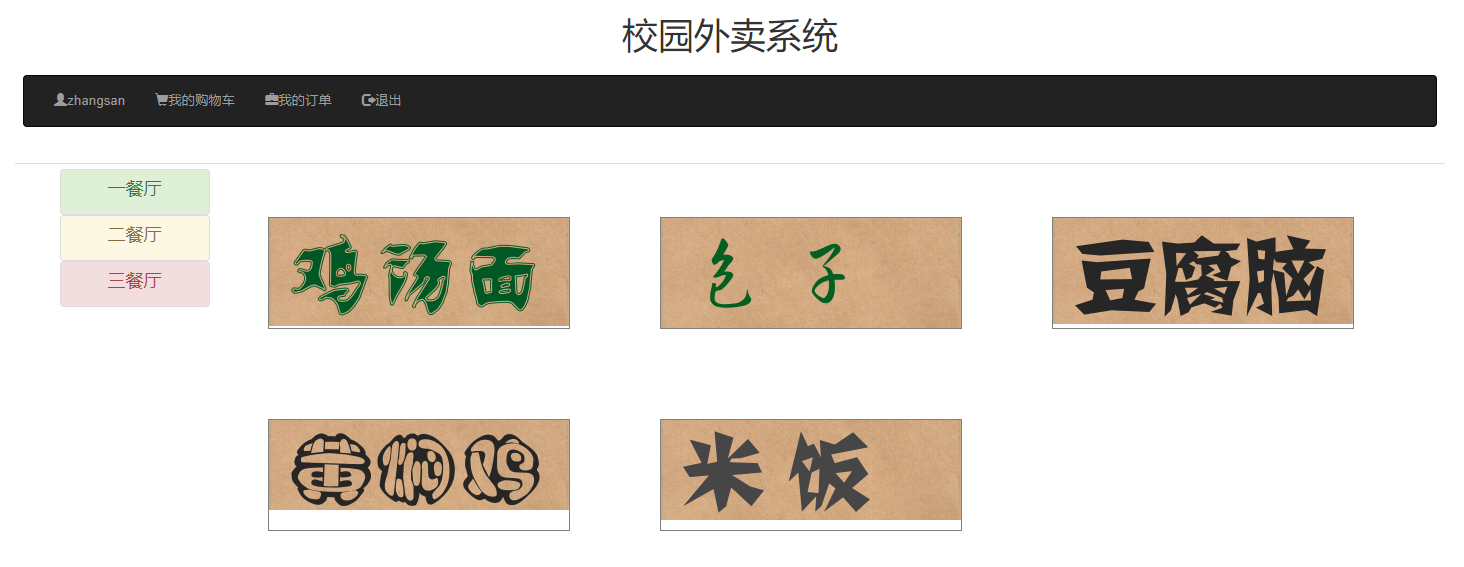 校园外卖系统
zhangsan 我的购物车 我的订单 退出
一餐厅
二餐厅
三餐厅
鸡汤面 包子 豆腐脑
黄焖鸡 米饭